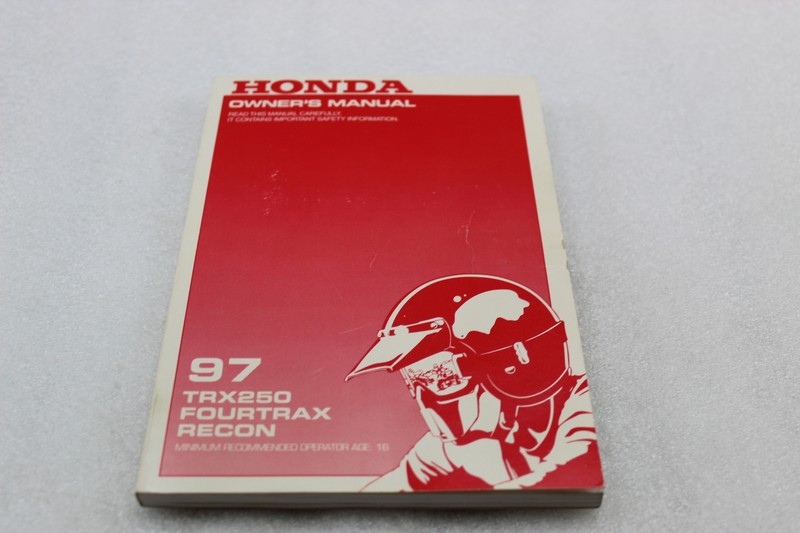 HONDA
OWNER'S MANUAL
READ THIS MANUAL CAREFULLY.
IT CONTAINS IMPORTANT SAFETY INFORMATION.
97
TRX250
FOURTRAX
RECON
MINIMUM RECOMMENDED OPERATOR AGE: 16